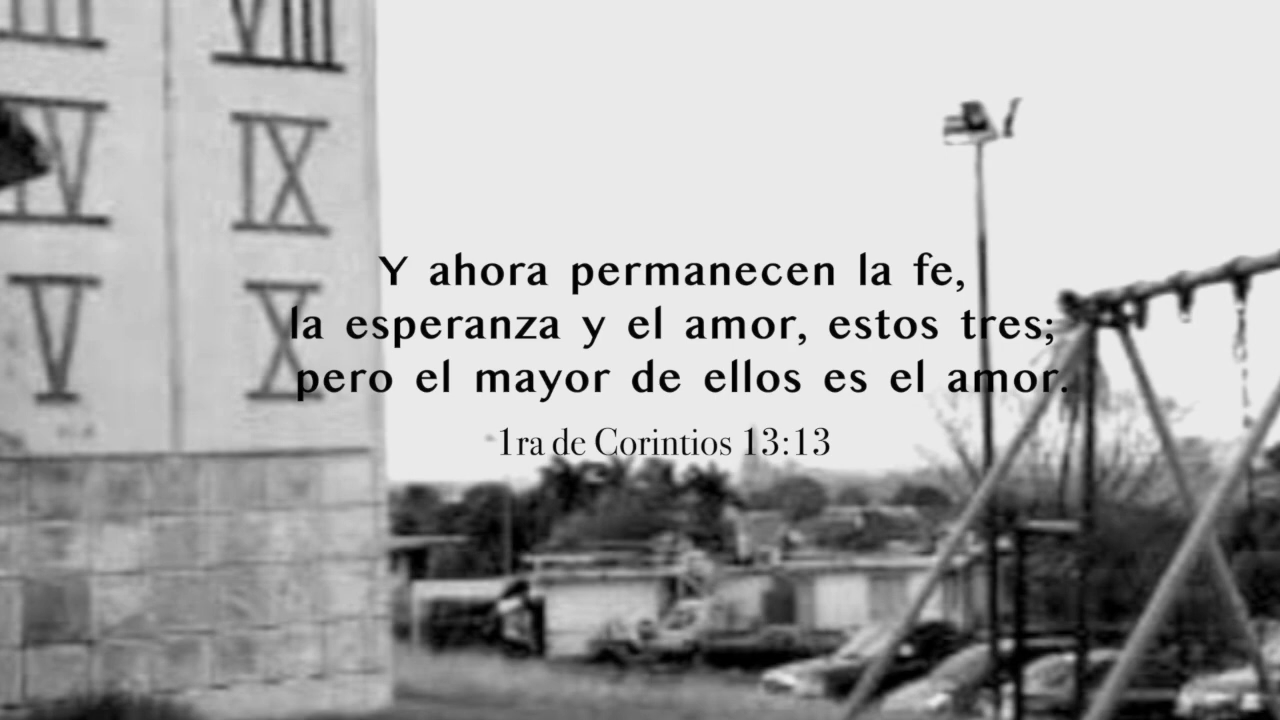 VIII
IX
V
X
Y ahora permanecen la fe,
la esperanza y el amor, estos tres;
pero el mayor de ellos es el amor.
1ra de Corintios 13:13